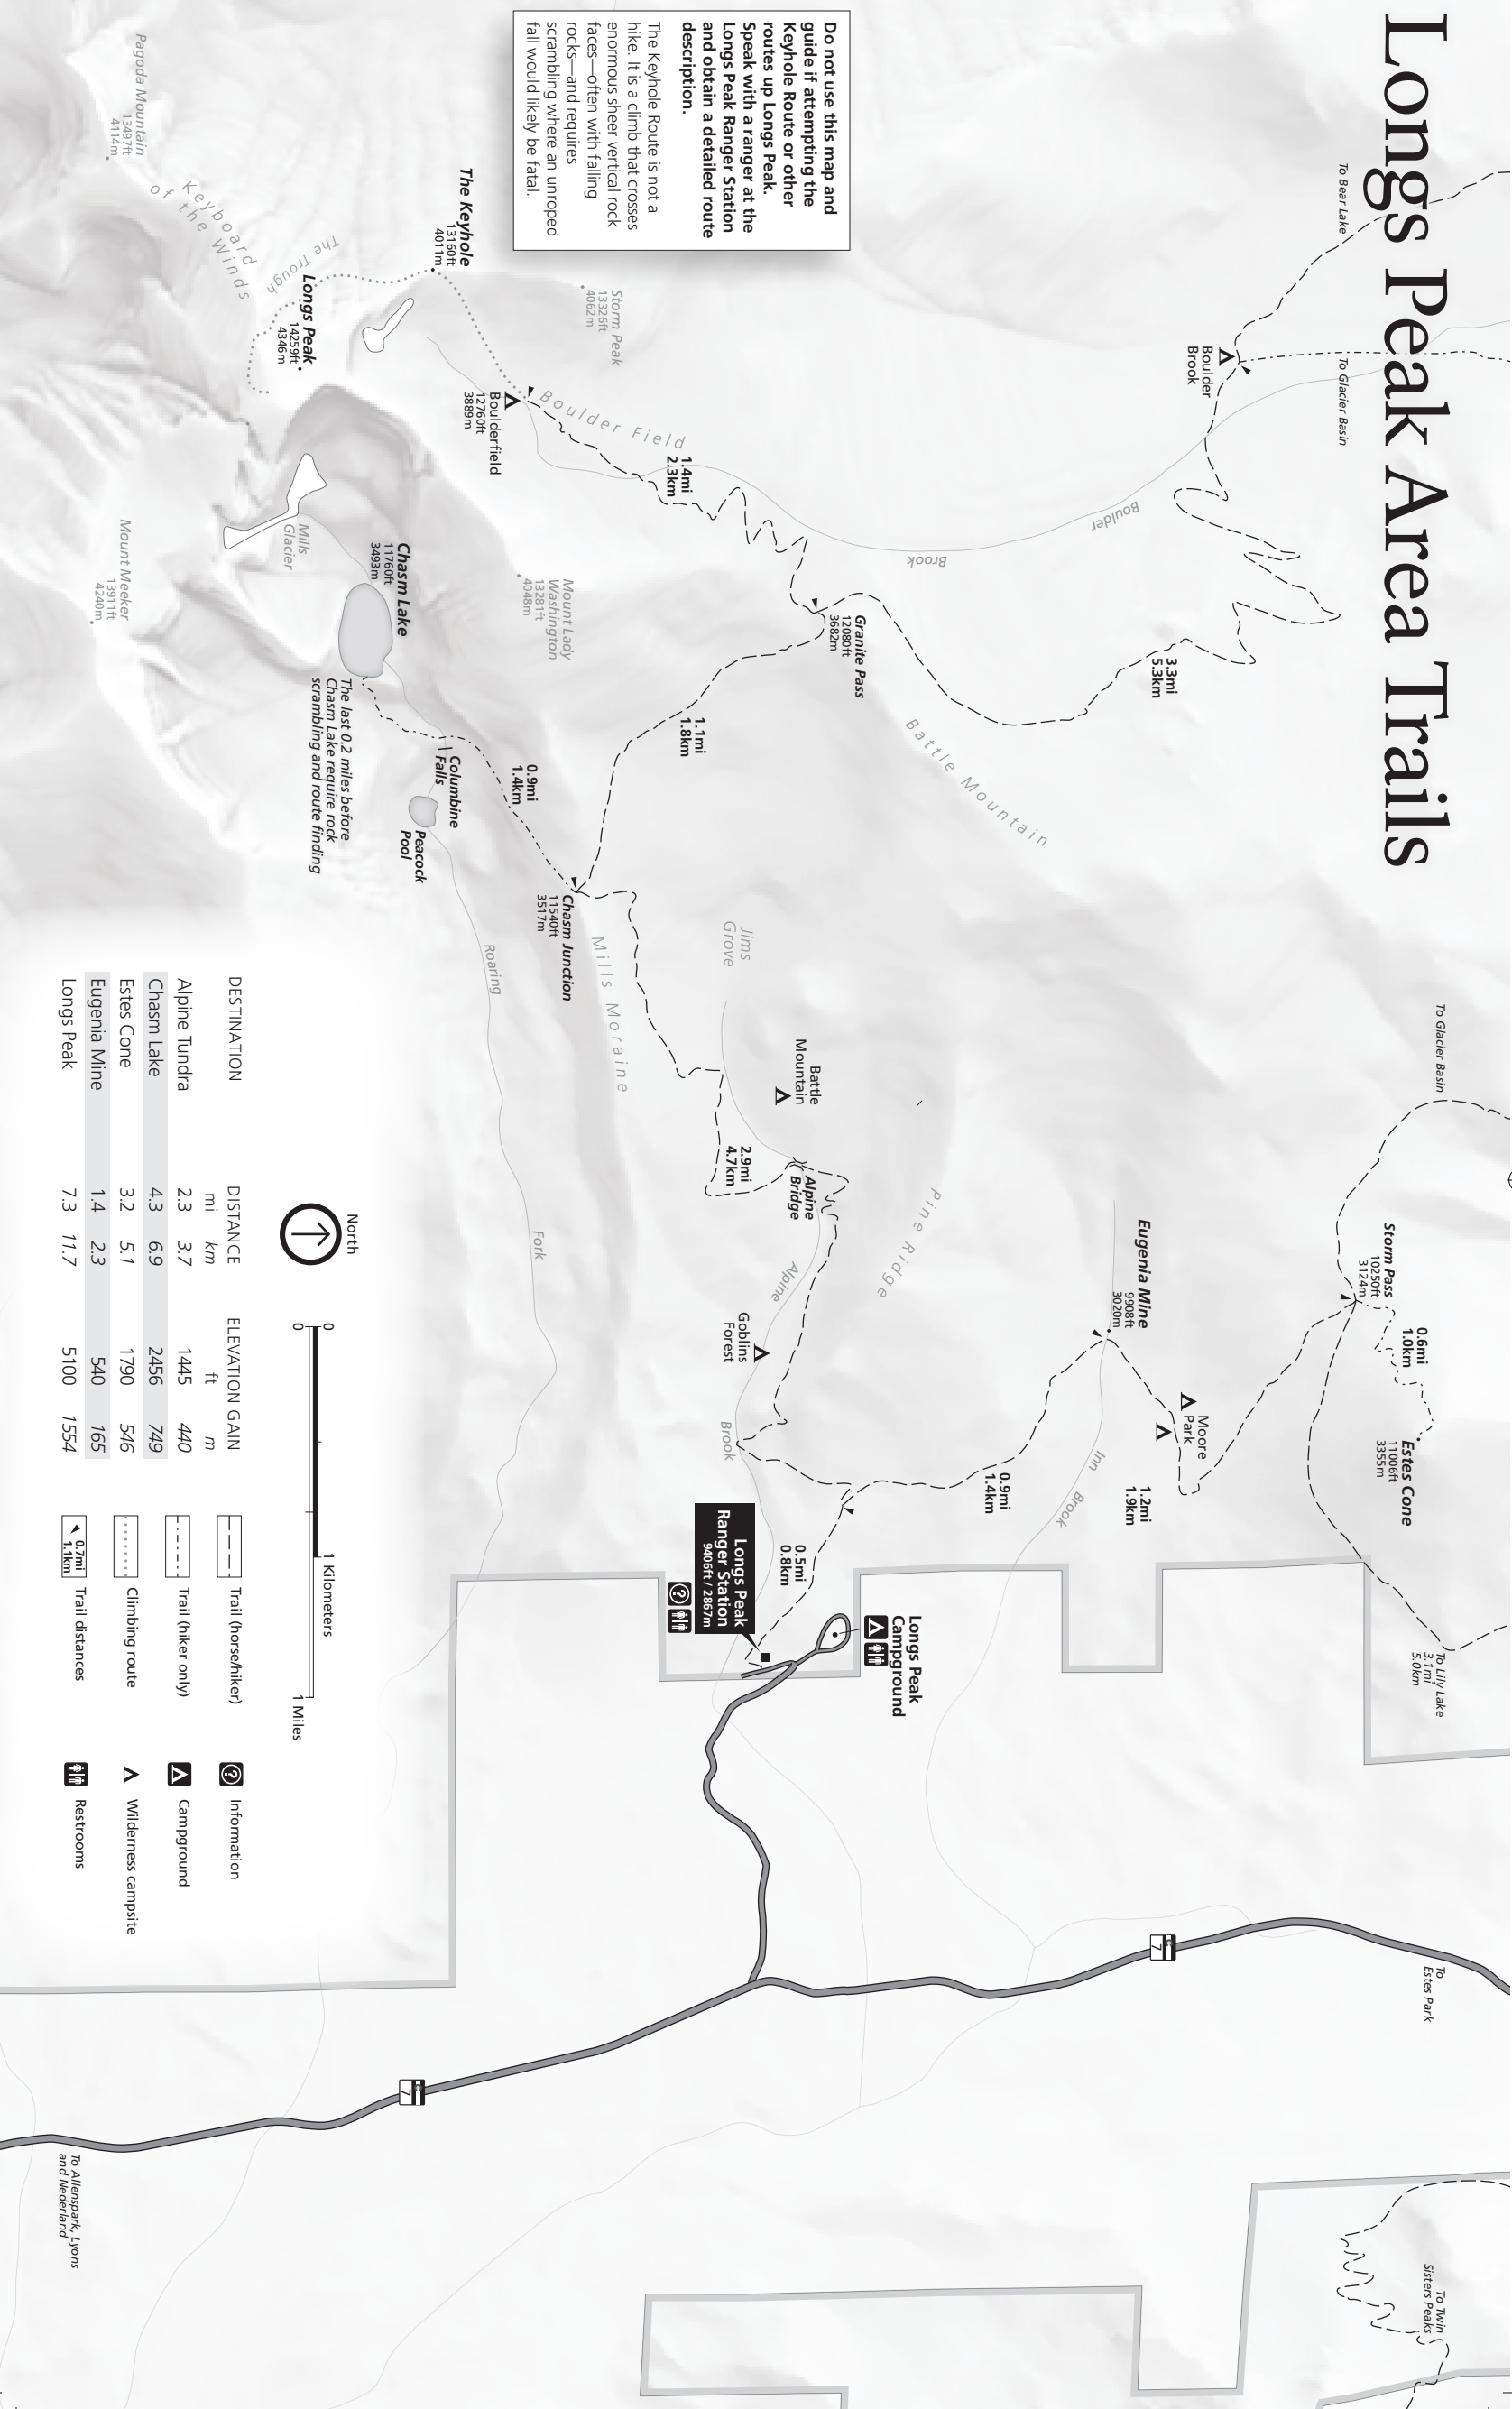 Longs Peak Area Trails
To Bear Lake
To Glacier Basin
Boulder
Brook
Do not use this map and
guide if attempting the
Keyhole Route or other
routes up Longs Peak.
Speak with a ranger at the
Longs Peak Ranger Station
and obtain a detailed route
description.
The Keyhole Route is not a
hike. It is a climb that crosses
enormous sheer vertical rock
faces—often with falling
rocks—and requires
scrambling where an unroped
fall would likely be fatal.
Storm Peak
13326ft
4062m
The Keyhole
13160ft
4011m
Pagoda Mountain
13497ft
4114m
Keyboard
of the Winds
The Trough
Longs Peak
14259ft
4346m
Boulderfield
12760ft
3889m
Boulder Field
1.4mi
2.3km
Boulder
Brook
Granite Pass
12080ft
3682m
3.3mi
5.3km
Battle Mountain
1.1mi
1.8km
Mount Lady
Washington
13281ft
4048m
Chasm Lake
11760ft
3493m
Mills
Glacier
Mount Meeker
13911ft
4240m
The last 0.2 miles before
Chasm Lake require rock
scrambling and route finding
Columbine
Falls
Peacock
Pool
0.9mi
1.4km
Chasm Junction
11540ft
3517m
Mills Moraine
Jims
Grove
Roaring
Fork
Battle
Mountain
2.9mi
4.7km
Alpine
Bridge
Pine Ridge
Alpine
Brook
Goblins
Forest
To Glacier Basin
Storm Pass
10250ft
3124m
0.6mi
1.0km
Estes Cone
11006ft
3355m
Eugenia Mine
9908ft
3020m
Moore
Park
1.2mi
1.9km
Inn
Brook
0.9mi
1.4km
0.5mi
0.8km
Longs Peak
Ranger Station
9406ft / 2867m
Longs Peak
Campground
To Lily Lake
3.1mi
5.0km
7
To
Estes Park
7
To Allenspark, Lyons
and Nederland
To Twin
Sisters Peaks
North
0 1 Kilometers
0 1 Miles
DESTINATION DISTANCE ELEVATION GAIN
mi km ft m
Alpine Tundra 2.3 3.7 1445 440
Chasm Lake 4.3 6.9 2456 749
Estes Cone 3.2 5.1 1790 546
Eugenia Mine 1.4 2.3 540 165
Longs Peak 7.3 11.7 5100 1554
Trail (horse/hiker)
Trail (hiker only)
Climbing route
0.7mi
1.1km
Trail distances
? Information
Campground
Wilderness campsite
Restrooms